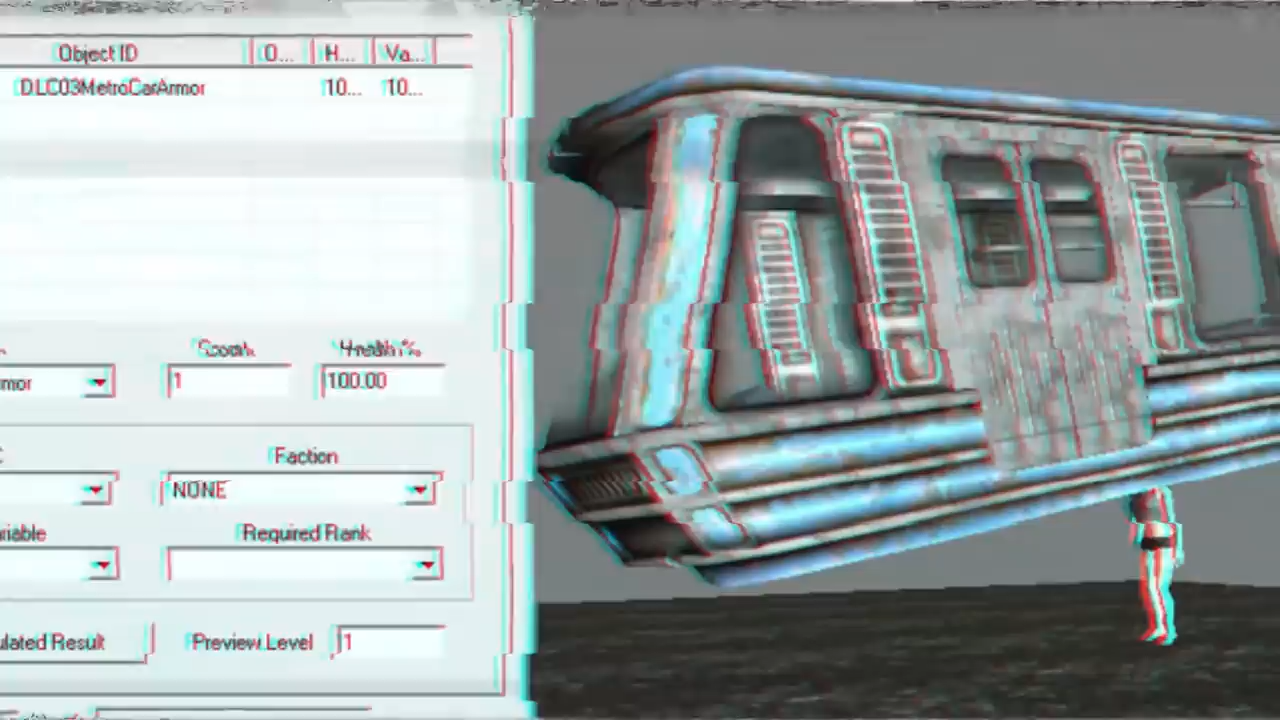 Object ID O... H... Va...
DLC03MetroCarArmor 10... 10...
Count Health %
mor 1 100.00
Faction
NONE
riable Required Rank
ulated Result Preview Level 1